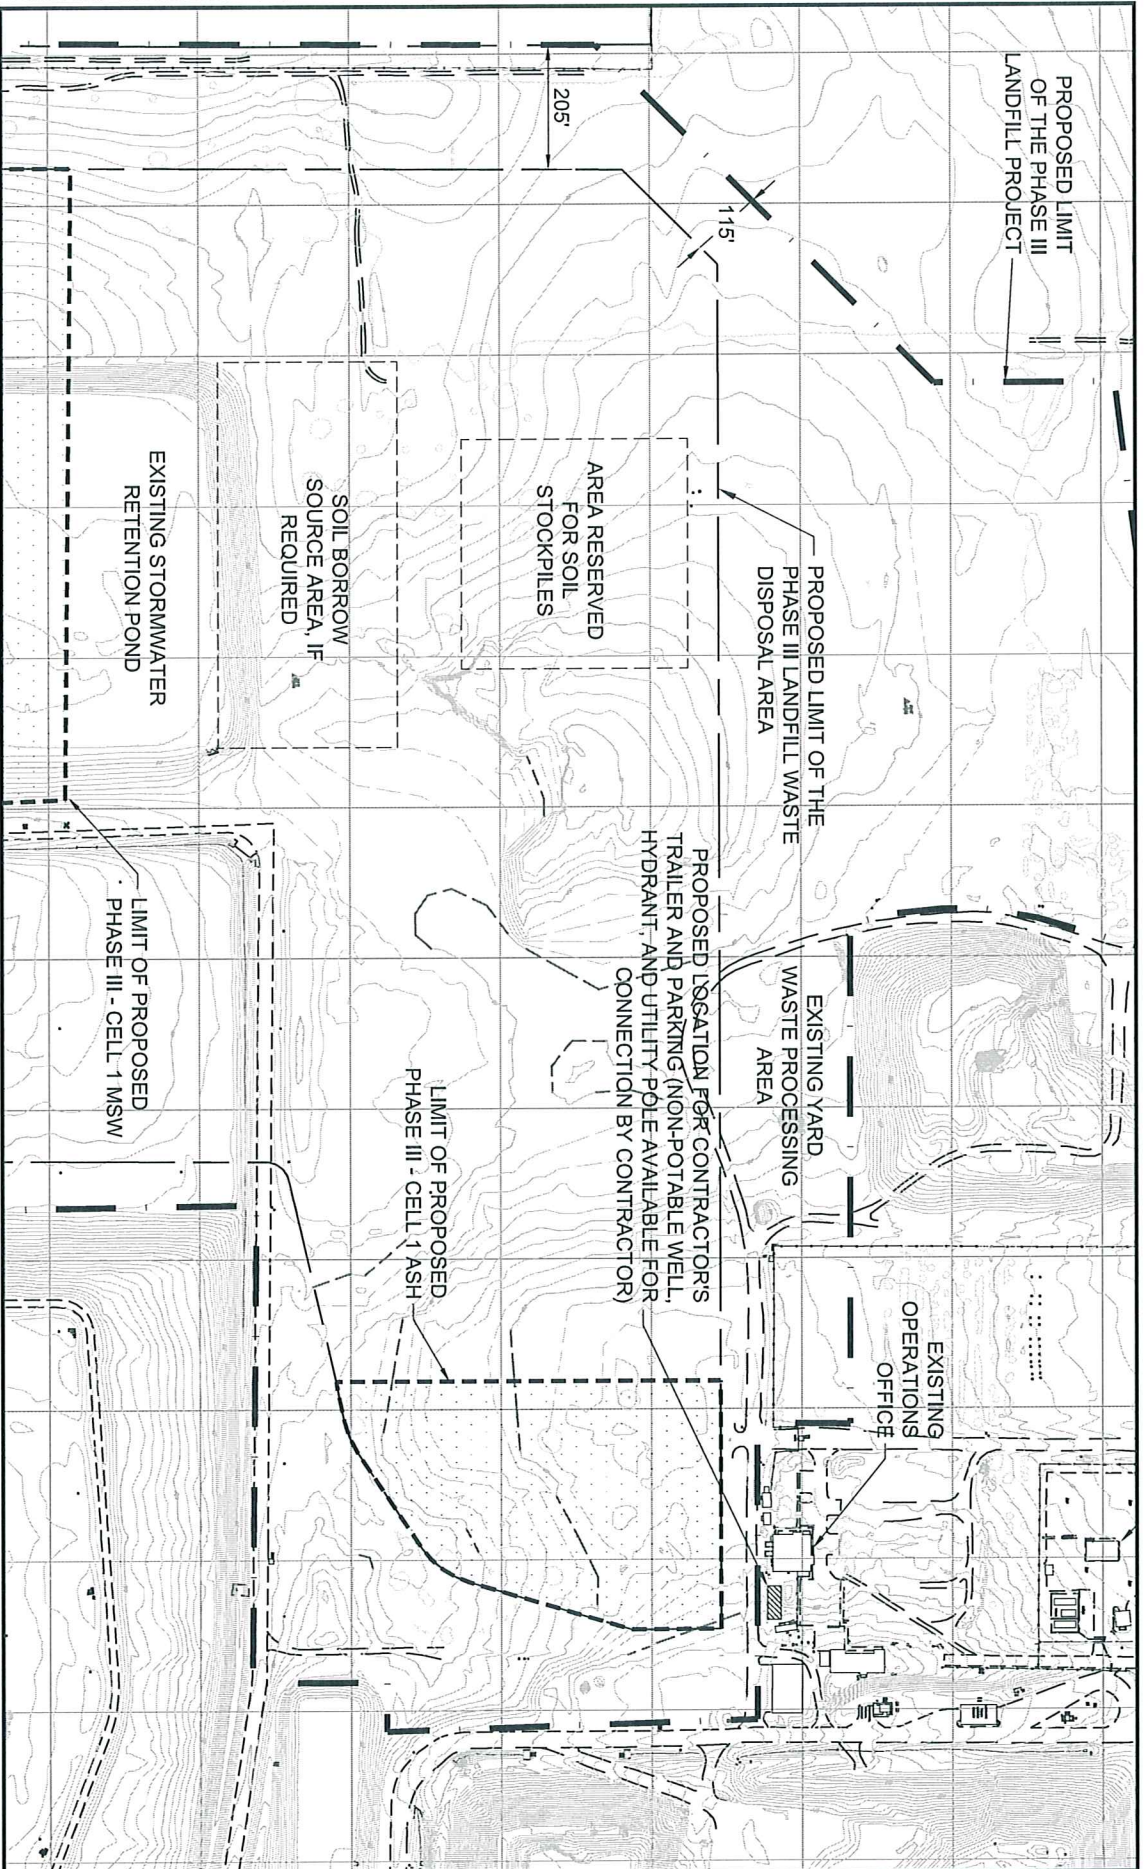 PROPOSED LIMIT
OF THE PHASE III
LANDFILL PROJECT
205'
115'
PROPOSED LIMIT OF THE
PHASE III LANDFILL WASTE
DISPOSAL AREA
AREA RESERVED
FOR SOIL
STOCKPILES
SOIL BORROW
SOURCE AREA, IF
REQUIRED
EXISTING STORMWATER
RETENTION POND
EXISTING YARD
WASTE PROCESSING
AREA
PROPOSED LOCATION FOR CONTRACTOR'S
TRAILER AND PARKING (NON-POTABLE WELL,
HYDRANT, AND UTILITY POLE AVAILABLE FOR
CONNECTION BY CONTRACTOR)
EXISTING
OPERATIONS
OFFICE
LIMIT OF PROPOSED
PHASE III - CELL 1 ASH
LIMIT OF PROPOSED
PHASE III - CELL 1 MSW